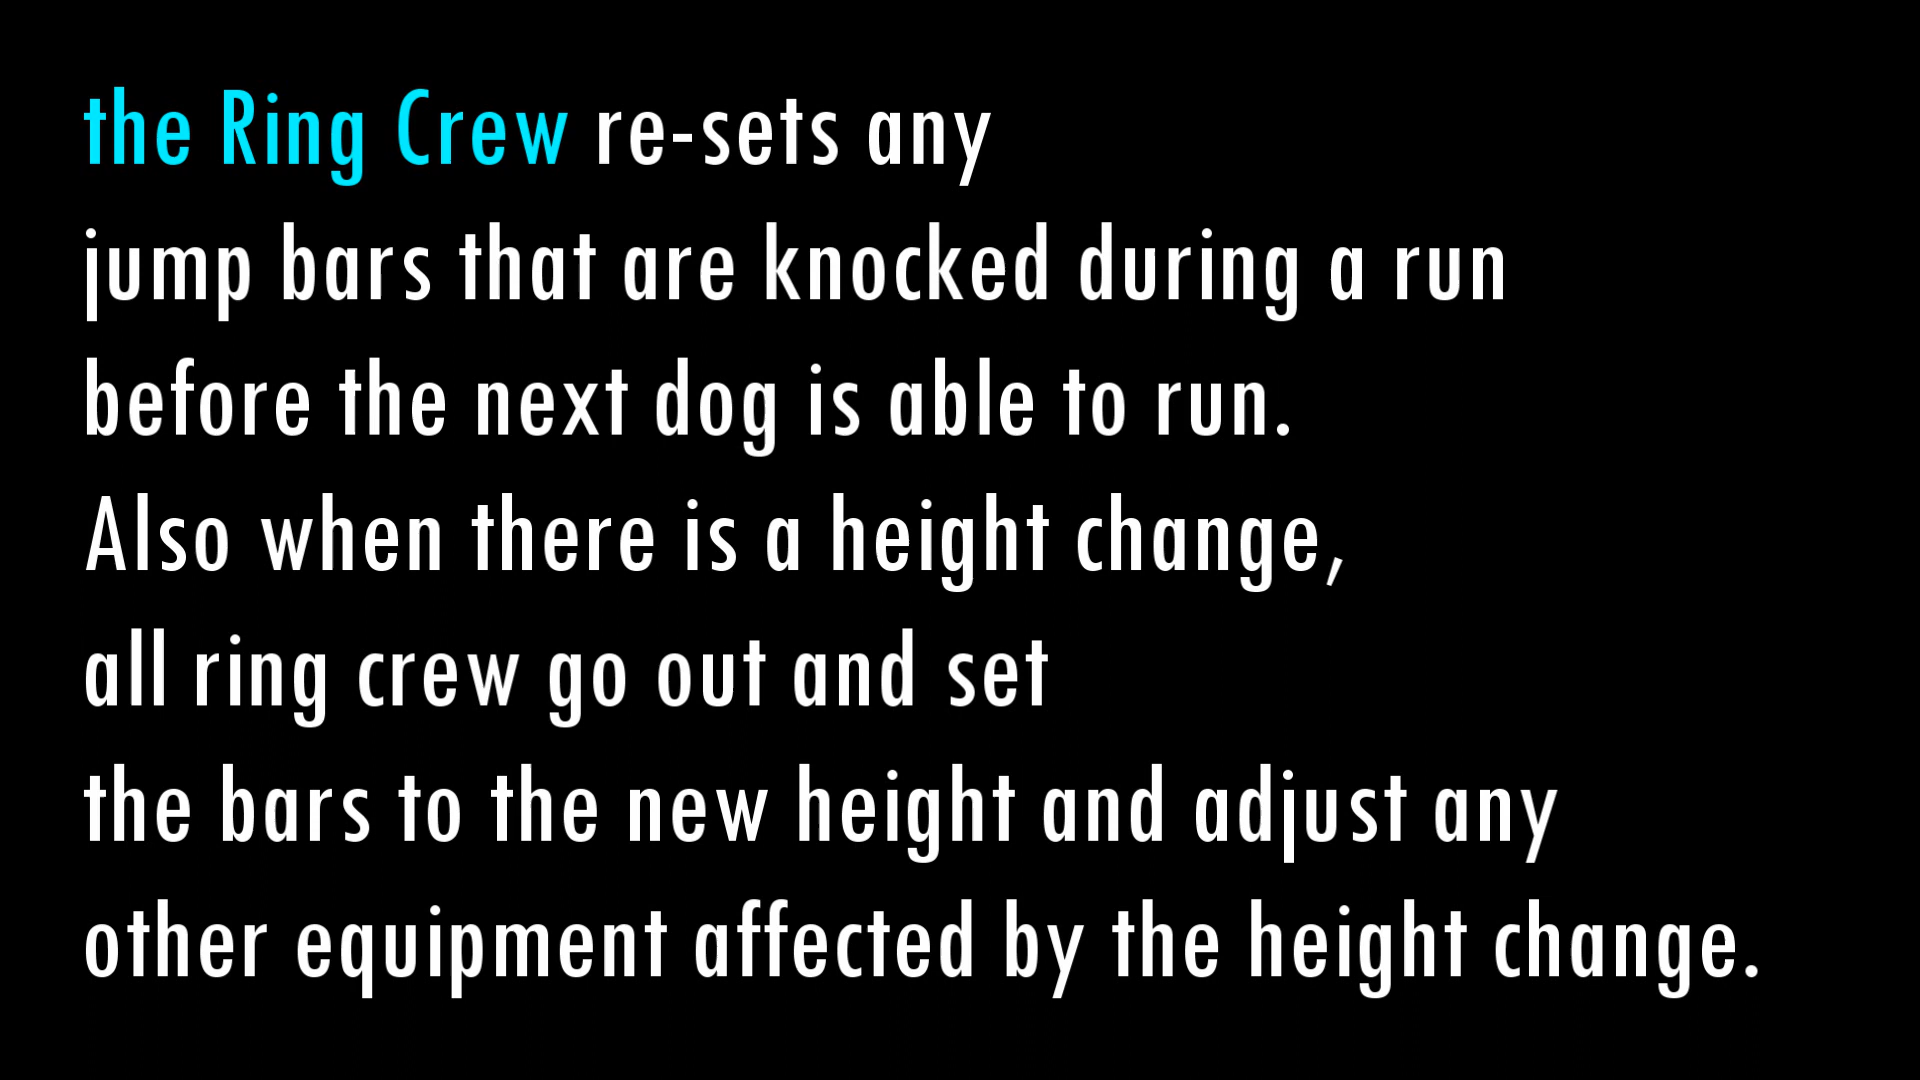 the Ring Crew re-sets any
jump bars that are knocked during a run
before the next dog is able to run.
Also when there is a height change,
all ring crew go out and set
the bars to the new height and adjust any
other equipment affected by the height change.